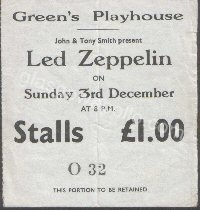 Green's Playhouse
John & Tony Smith present
Led Zeppelin
ON
Sunday 3rd December
AT 8 P.M.
Stalls £1.00
O 32
THIS PORTION TO BE RETAINED